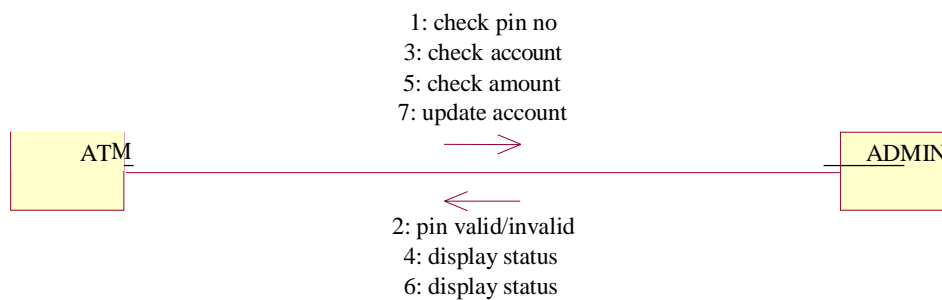 1: check pin no
3: check account
5: check amount
7: update account
ATM
ADMIN
2: pin valid/invalid
4: display status
6: display status